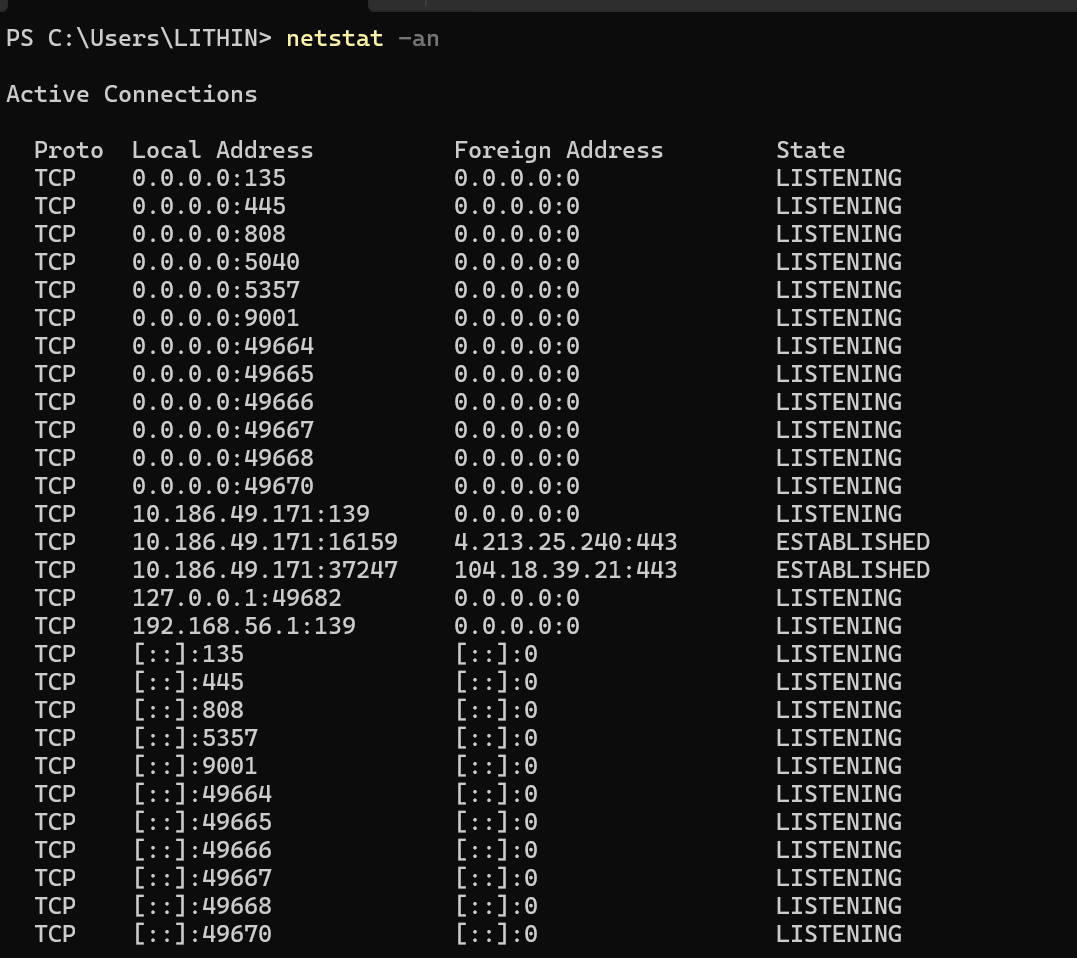 PS C:\Users\LITHIN> netstat -an
Active Connections
Proto Local Address Foreign Address State
TCP 0.0.0.0:135 0.0.0.0:0 LISTENING
TCP 0.0.0.0:445 0.0.0.0:0 LISTENING
TCP 0.0.0.0:808 0.0.0.0:0 LISTENING
TCP 0.0.0.0:5040 0.0.0.0:0 LISTENING
TCP 0.0.0.0:5357 0.0.0.0:0 LISTENING
TCP 0.0.0.0:9001 0.0.0.0:0 LISTENING
TCP 0.0.0.0:49664 0.0.0.0:0 LISTENING
TCP 0.0.0.0:49665 0.0.0.0:0 LISTENING
TCP 0.0.0.0:49666 0.0.0.0:0 LISTENING
TCP 0.0.0.0:49667 0.0.0.0:0 LISTENING
TCP 0.0.0.0:49668 0.0.0.0:0 LISTENING
TCP 0.0.0.0:49670 0.0.0.0:0 LISTENING
TCP 10.186.49.171:139 0.0.0.0:0 LISTENING
TCP 10.186.49.171:16159 4.213.25.240:443 ESTABLISHED
TCP 10.186.49.171:37247 104.18.39.21:443 ESTABLISHED
TCP 127.0.0.1:49682 0.0.0.0:0 LISTENING
TCP 192.168.56.1:139 0.0.0.0:0 LISTENING
TCP [::]:135 [::]:0 LISTENING
TCP [::]:445 [::]:0 LISTENING
TCP [::]:808 [::]:0 LISTENING
TCP [::]:5357 [::]:0 LISTENING
TCP [::]:9001 [::]:0 LISTENING
TCP [::]:49664 [::]:0 LISTENING
TCP [::]:49665 [::]:0 LISTENING
TCP [::]:49666 [::]:0 LISTENING
TCP [::]:49667 [::]:0 LISTENING
TCP [::]:49668 [::]:0 LISTENING
TCP [::]:49670 [::]:0 LISTENING